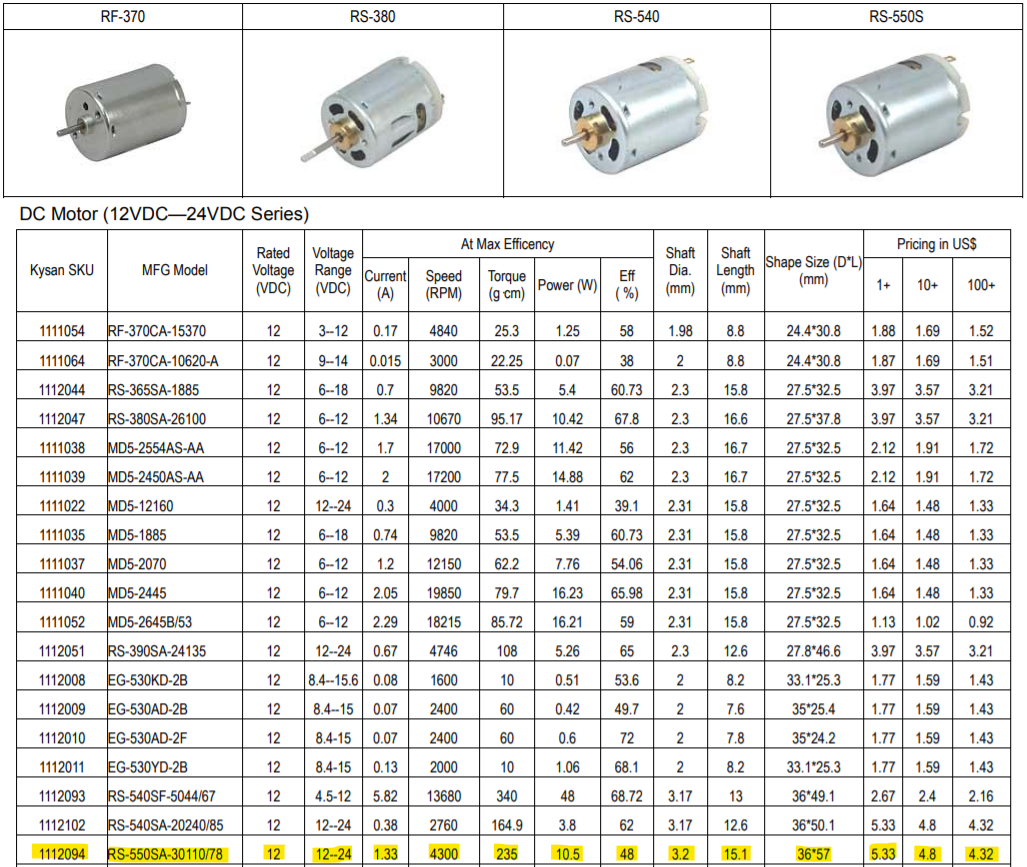 RF-370 RS-380 RS-540 RS-550S
DC Motor (12VDC—24VDC Series)
Kysan SKU MFG Model Rated Voltage (VDC) Voltage Range (VDC) At Max Efficency Shaft Dia. (mm) Shaft Length (mm) Shape Size (D*L) (mm) Pricing in US$
Current (A) Speed (RPM) Torque (g·cm) Power (W) Eff ( %) 1+ 10+ 100+
1111054 RF-370CA-15370 12 3--12 0.17 4840 25.3 1.25 58 1.98 8.8 24.4*30.8 1.88 1.69 1.52
1111064 RF-370CA-10620-A 12 9--14 0.015 3000 22.25 0.07 38 2 8.8 24.4*30.8 1.87 1.69 1.51
1112044 RS-365SA-1885 12 6--18 0.7 9820 53.5 5.4 60.73 2.3 15.8 27.5*32.5 3.97 3.57 3.21
1112047 RS-380SA-26100 12 6--12 1.34 10670 95.17 10.42 67.8 2.3 16.6 27.5*37.8 3.97 3.57 3.21
1111038 MD5-2554AS-AA 12 6--12 1.7 17000 72.9 11.42 56 2.3 16.7 27.5*32.5 2.12 1.91 1.72
1111039 MD5-2450AS-AA 12 6--12 2 17200 77.5 14.88 62 2.3 16.7 27.5*32.5 2.12 1.91 1.72
1111022 MD5-12160 12 12--24 0.3 4000 34.3 1.41 39.1 2.31 15.8 27.5*32.5 1.64 1.48 1.33
1111035 MD5-1885 12 6--18 0.74 9820 53.5 5.39 60.73 2.31 15.8 27.5*32.5 1.64 1.48 1.33
1111037 MD5-2070 12 6--12 1.2 12150 62.2 7.76 54.06 2.31 15.8 27.5*32.5 1.64 1.48 1.33
1111040 MD5-2445 12 6--12 2.05 19850 79.7 16.23 65.98 2.31 15.8 27.5*32.5 1.64 1.48 1.33
1111052 MD5-2645B/53 12 6--12 2.29 18215 85.72 16.21 59 2.31 15.8 27.5*32.5 1.13 1.02 0.92
1112051 RS-390SA-24135 12 12--24 0.67 4746 108 5.26 65 2.3 12.6 27.8*46.6 3.97 3.57 3.21
1112008 EG-530KD-2B 12 8.4--15.6 0.08 1600 10 0.51 53.6 2 8.2 33.1*25.3 1.77 1.59 1.43
1112009 EG-530AD-2B 12 8.4--15 0.07 2400 60 0.42 49.7 2 7.6 35*25.4 1.77 1.59 1.43
1112010 EG-530AD-2F 12 8.4-15 0.07 2400 60 0.6 72 2 7.8 35*24.2 1.77 1.59 1.43
1112011 EG-530YD-2B 12 8.4-15 0.13 2000 10 1.06 68.1 2 8.2 33.1*25.3 1.77 1.59 1.43
1112093 RS-540SF-5044/67 12 4.5-12 5.82 13680 340 48 68.72 3.17 13 36*49.1 2.67 2.4 2.16
1112102 RS-540SA-20240/85 12 12--24 0.38 2760 164.9 3.8 62 3.17 12.6 36*50.1 5.33 4.8 4.32
1112094 RS-550SA-30110/78 12 12--24 1.33 4300 235 10.5 48 3.2 15.1 36*57 5.33 4.8 4.32